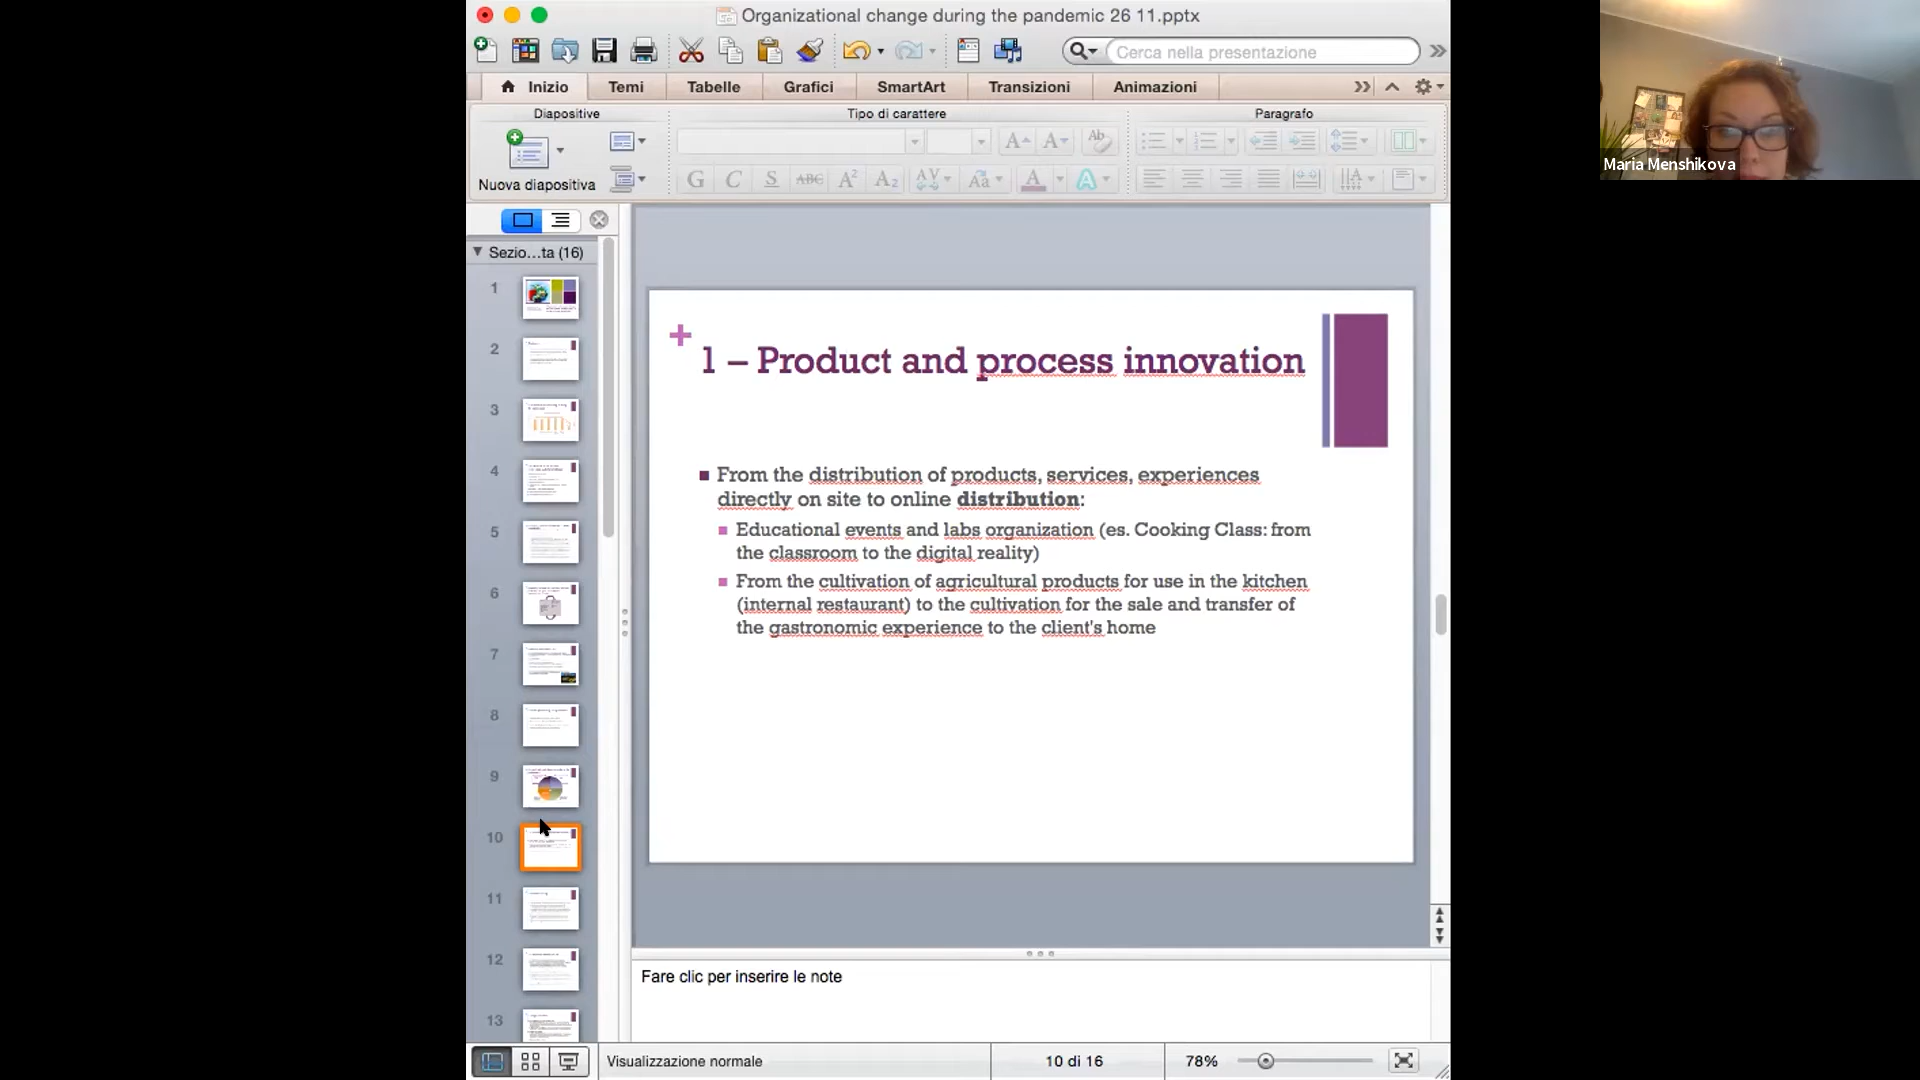 Organizational change during the pandemic 26 11.pptx
Cerca nella presentazione
Inizio
Temi
Tabelle
Grafici
SmartArt
Transizioni
Animazioni
Diapositive
Tipo di carattere
Paragrafo
Nuova diapositiva
Maria Menshikova
Sezio...ta (16)
1
2
3
4
5
6
7
8
9
10
11
12
13
+
1 – Product and process innovation
From the distribution of products, services, experiences
directly on site to online distribution:
Educational events and labs organization (es. Cooking Class: from
the classroom to the digital reality)
From the cultivation of agricultural products for use in the kitchen
(internal restaurant) to the cultivation for the sale and transfer of
the gastronomic experience to the client's home
Fare clic per inserire le note
Visualizzazione normale
10 di 16
78%